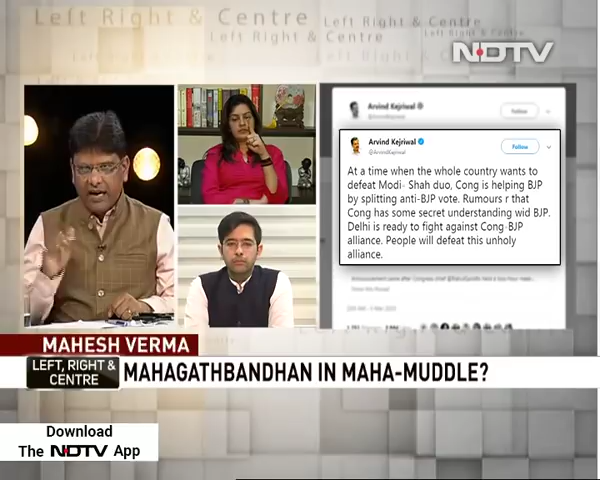 Left Right & Centre
Left Right & Centre
Left Right & Centre
Left Right & Centre
NDTV
Arvind Kejriwal
Follow
Arvind Kejriwal
@ArvindKejriwal
Follow
At a time when the whole country wants to
defeat Modi- Shah duo, Cong is helping BJP
by splitting anti-BJP vote. Rumours r that
Cong has some secret understanding wid BJP.
Delhi is ready to fight against Cong-BJP
alliance. People will defeat this unholy
alliance.
MAHESH VERMA
LEFT, RIGHT &
CENTRE
MAHAGATHBANDHAN IN MAHA-MUDDLE?
Download
The NDTV App